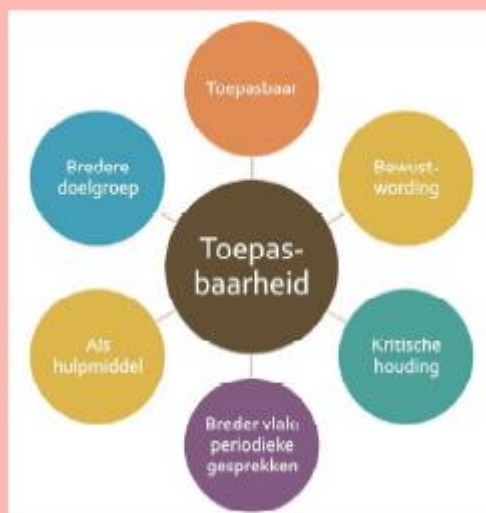 Toepasbaar
Bewust-
wording
Kritische
houding
Breder vlak:
periodieke
gesprekken
Als
hulpmiddel
Bredere
doelgroep
Toepas-
baarheid